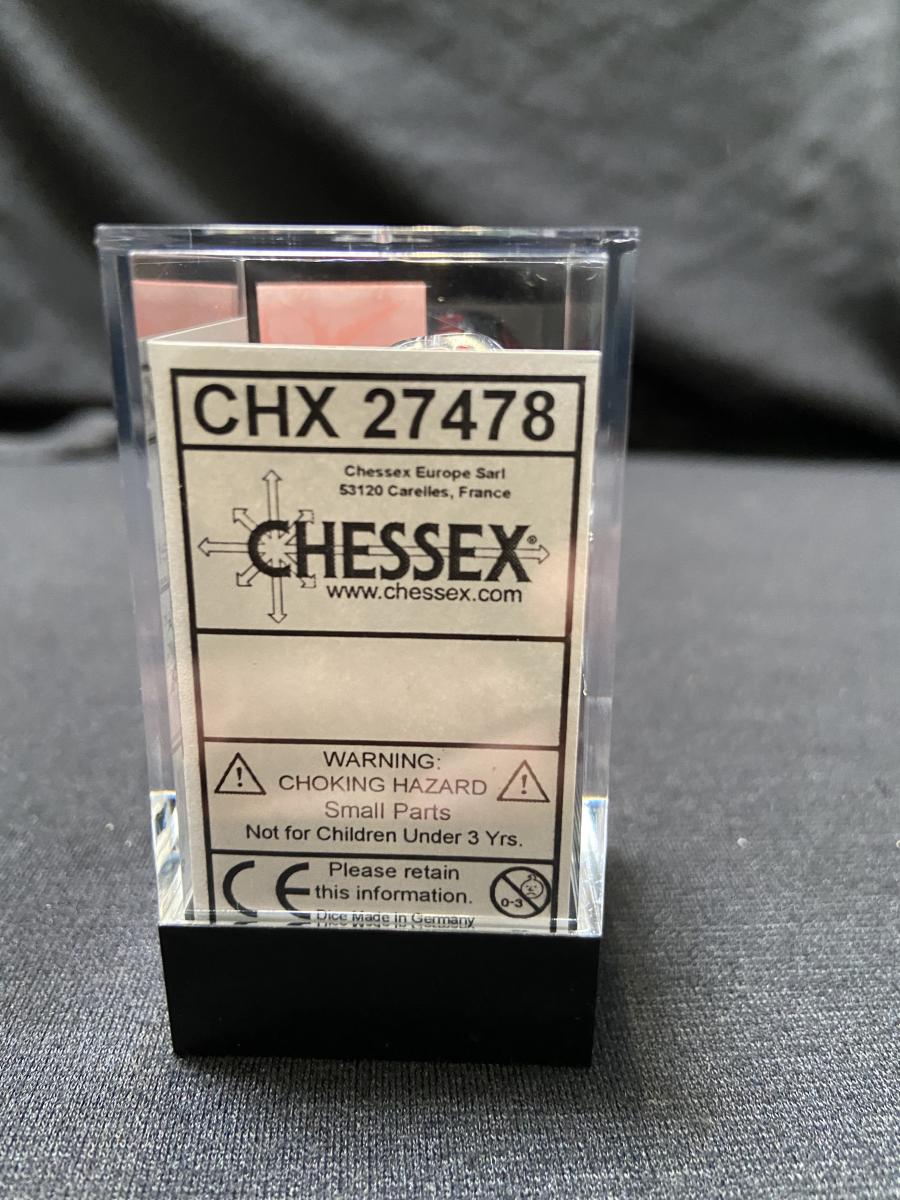 CHX 27478
Chessex Europe Sarl
53120 Carelles, France
CHESSEX®
www.chessex.com
WARNING:
CHOKING HAZARD
Small Parts
Not for Children Under 3 Yrs.
CE
Please retain
this information.
0-3
Dice Made in Germany